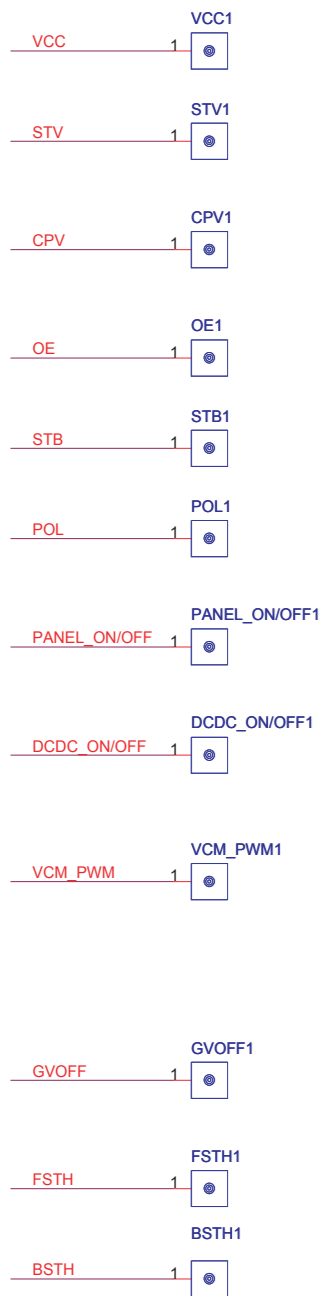 VCC1
VCC 1
STV1
STV 1
CPV1
CPV 1
OE1
OE 1
STB1
STB 1
POL1
POL 1
PANEL_ON/OFF1
PANEL_ON/OFF 1
DCDC_ON/OFF1
DCDC_ON/OFF 1
VCM_PWM1
VCM_PWM 1
GVOFF1
GVOFF 1
FSTH1
FSTH 1
BSTH1
BSTH 1